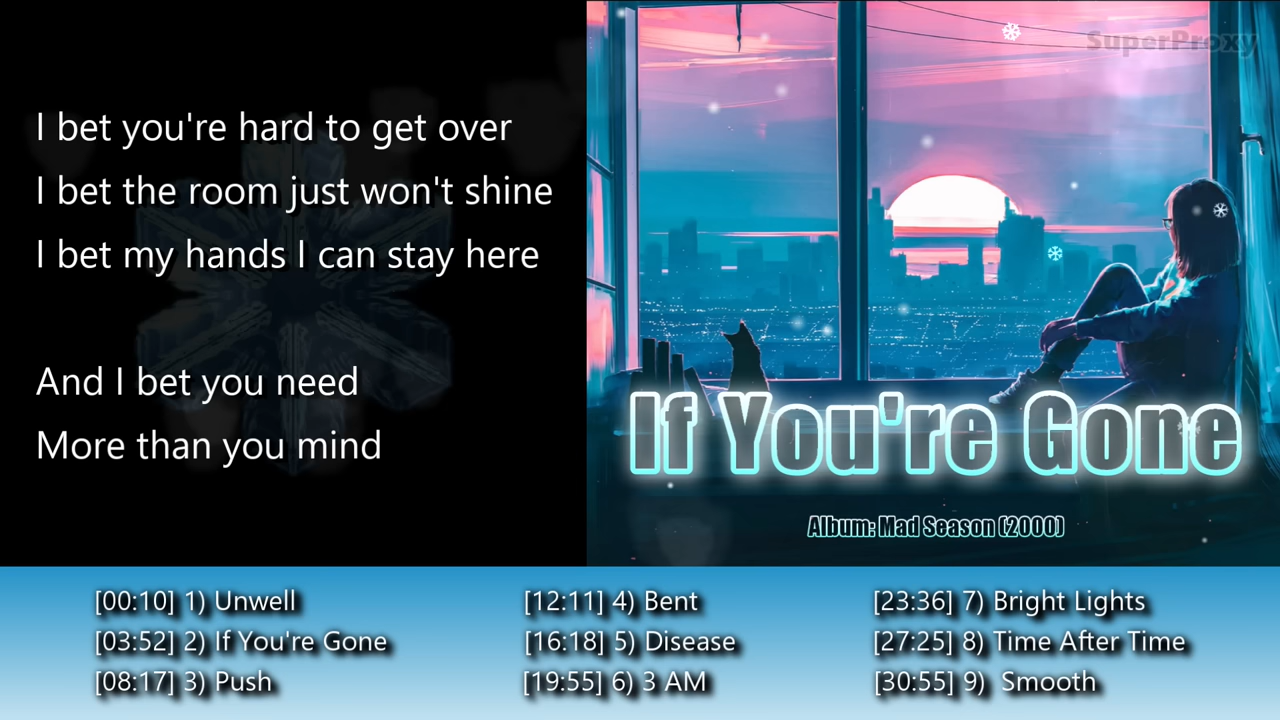 I bet you're hard to get over
I bet the room just won't shine
I bet my hands I can stay here
And I bet you need
More than you mind
SuperProxy
If You're Gone
Album: Mad Season (2000)
[00:10] 1) Unwell
[03:52] 2) If You're Gone
[08:17] 3) Push
[12:11] 4) Bent
[16:18] 5) Disease
[19:55] 6) 3 AM
[23:36] 7) Bright Lights
[27:25] 8) Time After Time
[30:55] 9) Smooth